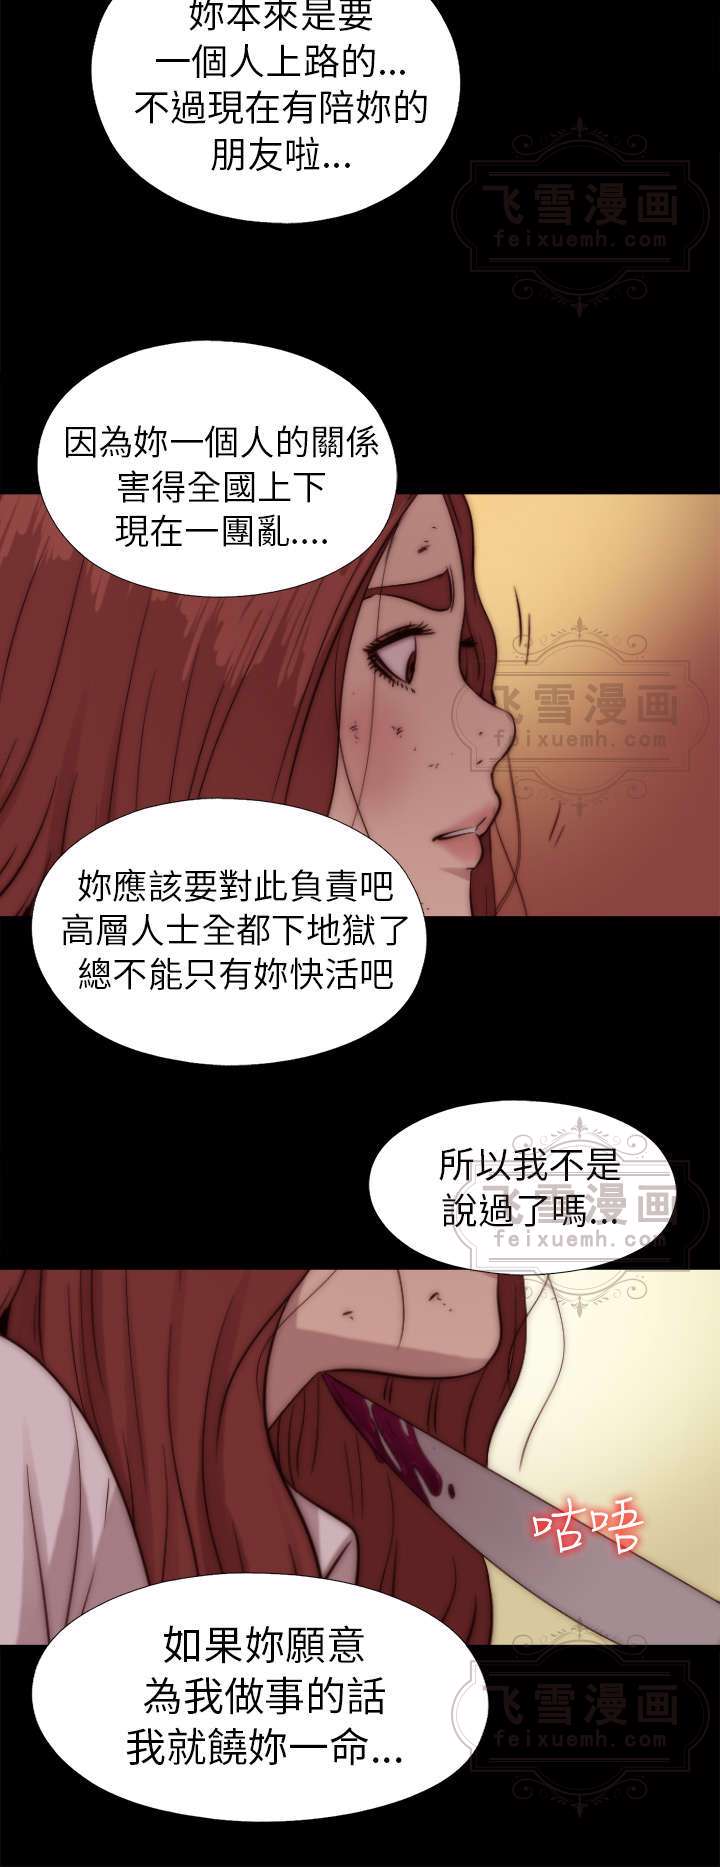 妳本來是要
一個人上路的...
不過現在有陪妳的
朋友啦...
飞雪漫画
feixuemh.com
因為妳一個人的關係
害得全國上下
現在一團亂....
飞雪漫画
feixuemh.com
妳應該要對此負責吧
高層人士全都下地獄了
總不能只有妳快活吧
所以我不是
說過了嗎...
飞雪漫画
feixuemh.com
咕唔
如果妳願意
為我做事的話
我就饒妳一命...
飞雪漫画
feixuemh.com